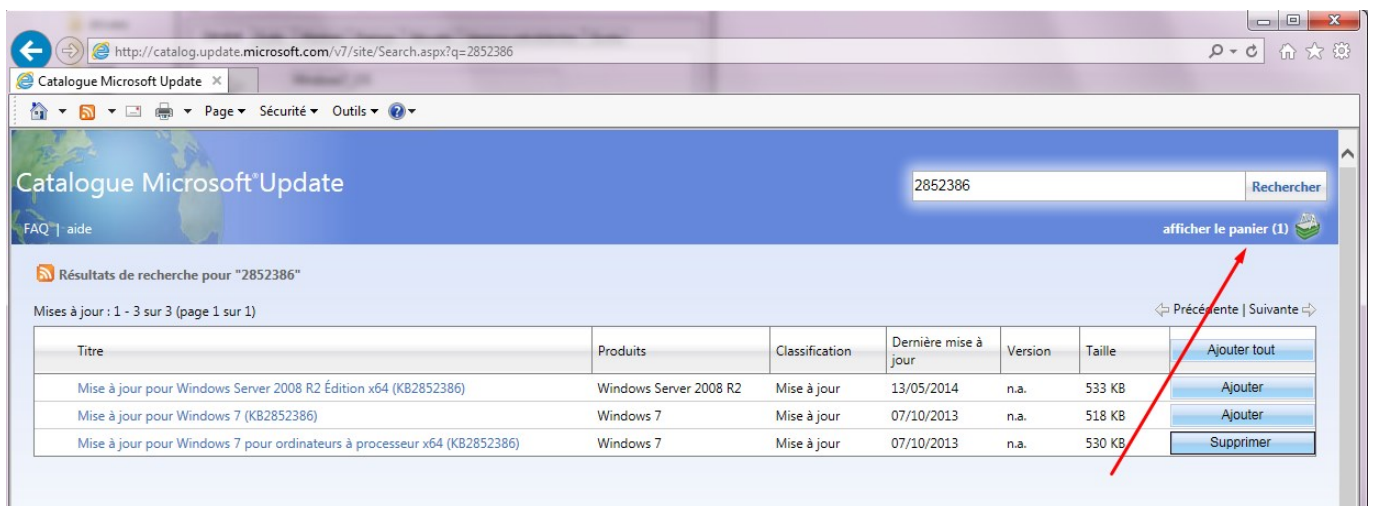 http://catalog.update.microsoft.com/v7/site/Search.aspx?q=2852386
Catalogue Microsoft Update
Page Sécurité Outils
Catalogue Microsoft®Update
2852386 Rechercher
FAQ | aide
afficher le panier (1)
Résultats de recherche pour "2852386"
Mises à jour : 1 - 3 sur 3 (page 1 sur 1)
Précédente | Suivante
Titre Produits Classification Dernière mise à jour Version Taille Ajouter tout
Mise à jour pour Windows Server 2008 R2 Édition x64 (KB2852386) Windows Server 2008 R2 Mise à jour 13/05/2014 n.a. 533 KB Ajouter
Mise à jour pour Windows 7 (KB2852386) Windows 7 Mise à jour 07/10/2013 n.a. 518 KB Ajouter
Mise à jour pour Windows 7 pour ordinateurs à processeur x64 (KB2852386) Windows 7 Mise à jour 07/10/2013 n.a. 530 KB Supprimer